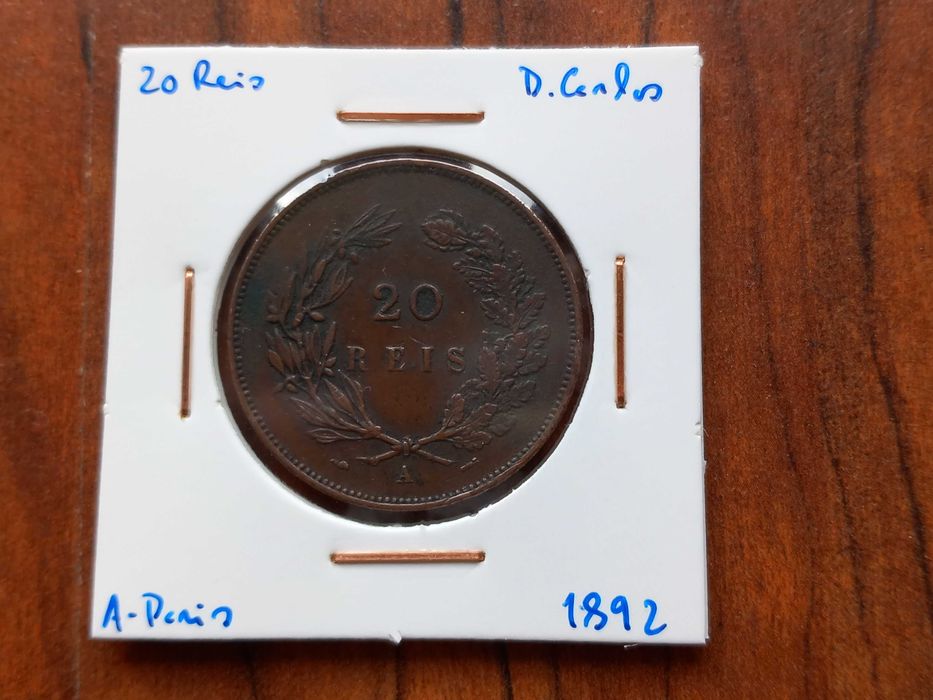 20 Reis
D. Carlos
20
REIS
A
A-Paris
1892